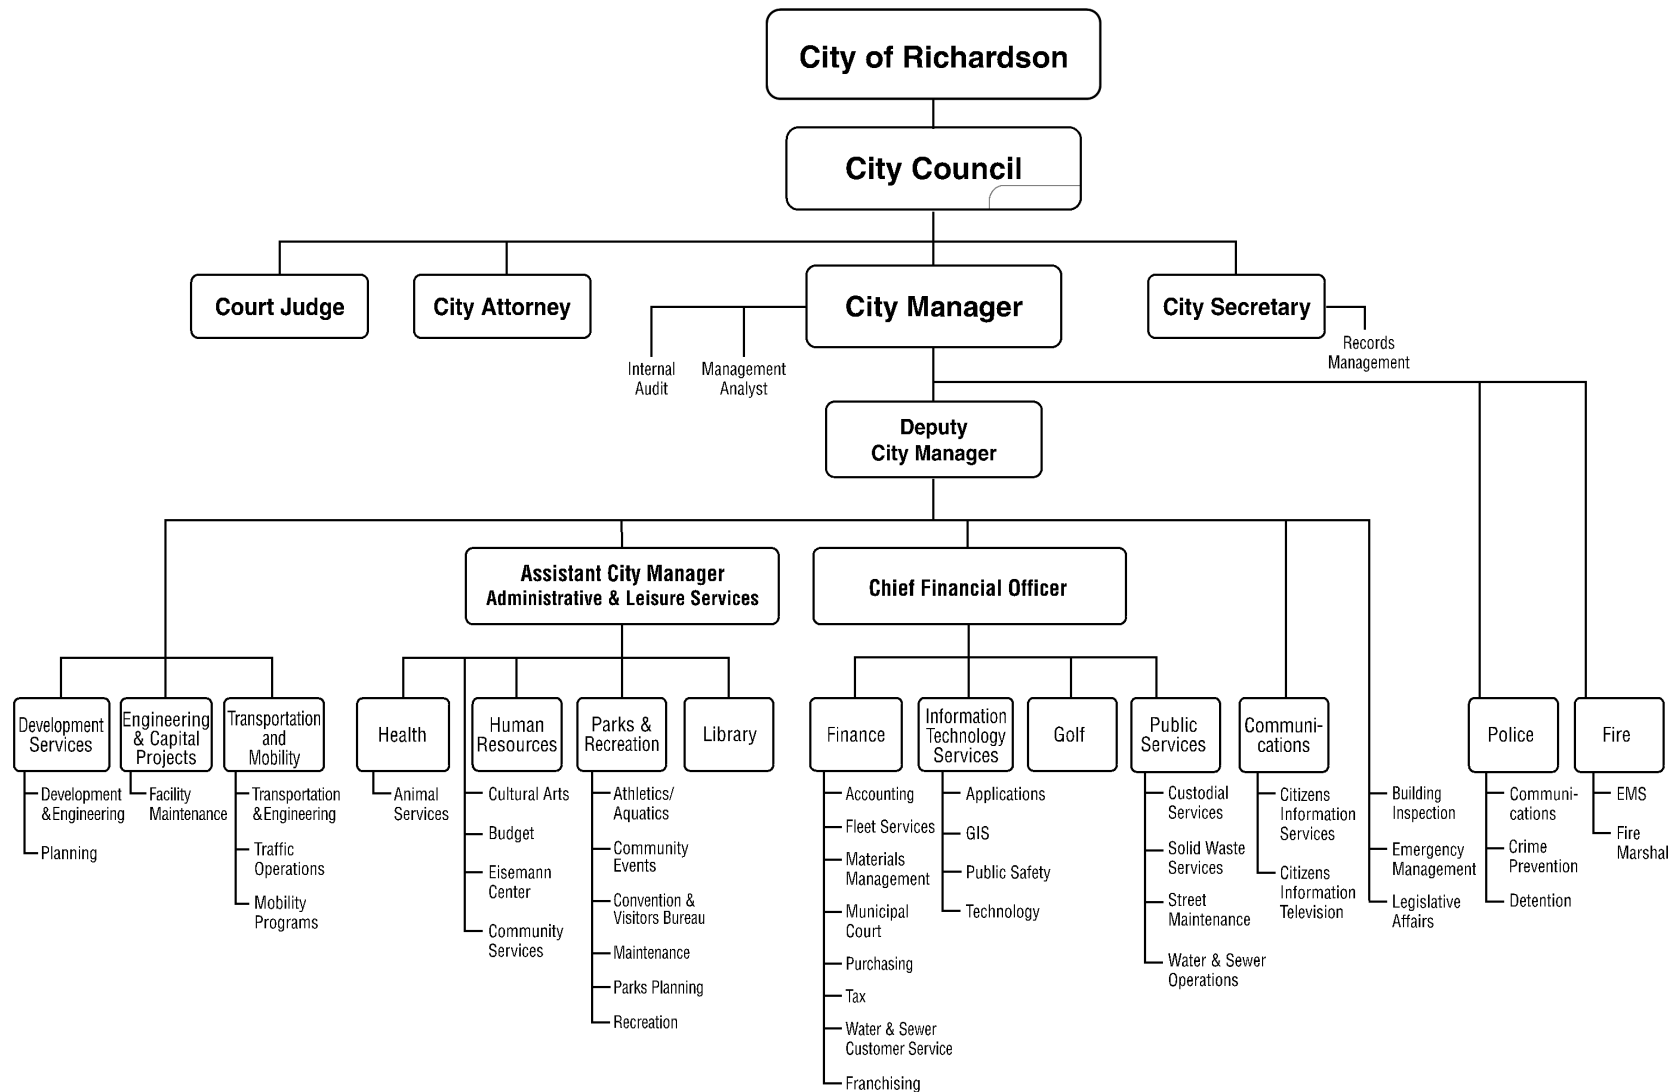 City of Richardson
City Council
Court Judge
City Attorney
City Manager
City Secretary
Internal
Audit
Management
Analyst
Records
Management
Deputy
City Manager
Assistant City Manager
Administrative & Leisure Services
Chief Financial Officer
Development
Services
Engineering
& Capital
Projects
Transportation
and
Mobility
Health
Human
Resources
Parks &
Recreation
Library
Finance
Information
Technology
Services
Golf
Public
Services
Communi-
cations
Police
Fire
Development
&Engineering
Planning
Facility
Maintenance
Transportation
&Engineering
Traffic
Operations
Mobility
Programs
Animal
Services
Cultural Arts
Budget
Eisemann
Center
Community
Services
Athletics/
Aquatics
Community
Events
Convention &
Visitors Bureau
Maintenance
Parks Planning
Recreation
Accounting
Fleet Services
Materials
Management
Municipal
Court
Purchasing
Tax
Water & Sewer
Customer Service
Franchising
Applications
GIS
Public Safety
Technology
Custodial
Services
Solid Waste
Services
Street
Maintenance
Water & Sewer
Operations
Citizens
Information
Services
Citizens
Information
Television
Building
Inspection
Emergency
Management
Legislative
Affairs
Communi-
cations
Crime
Prevention
Detention
EMS
Fire
Marshal